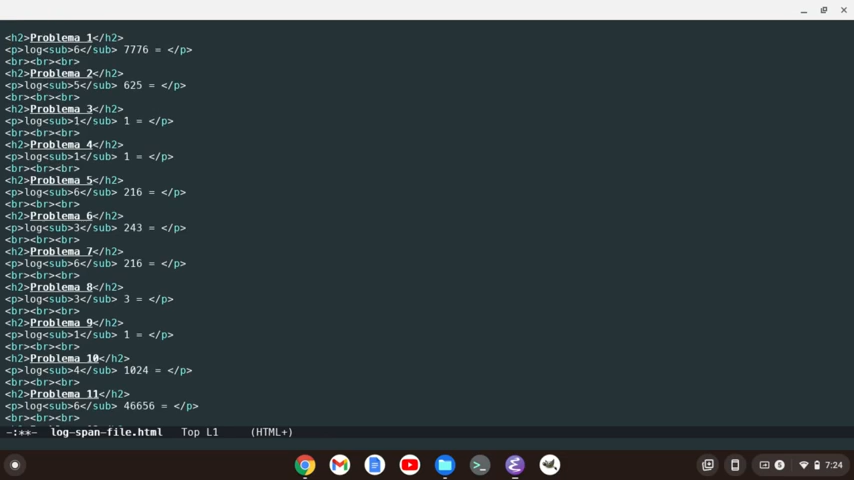 <h2>Problema 1</h2>
<p>log<sub>6</sub> 7776 = </p>
<br><br><br>
<h2>Problema 2</h2>
<p>log<sub>5</sub> 625 = </p>
<br><br><br>
<h2>Problema 3</h2>
<p>log<sub>1</sub> 1 = </p>
<br><br><br>
<h2>Problema 4</h2>
<p>log<sub>1</sub> 1 = </p>
<br><br><br>
<h2>Problema 5</h2>
<p>log<sub>6</sub> 216 = </p>
<br><br><br>
<h2>Problema 6</h2>
<p>log<sub>3</sub> 243 = </p>
<br><br><br>
<h2>Problema 7</h2>
<p>log<sub>6</sub> 216 = </p>
<br><br><br>
<h2>Problema 8</h2>
<p>log<sub>3</sub> 3 = </p>
<br><br><br>
<h2>Problema 9</h2>
<p>log<sub>1</sub> 1 = </p>
<br><br><br>
<h2>Problema 10</h2>
<p>log<sub>4</sub> 1024 = </p>
<br><br><br>
<h2>Problema 11</h2>
<p>log<sub>6</sub> 46656 = </p>
<br><br><br>
-:**- log-span-file.html Top L1 (HTML+)
5 7:24